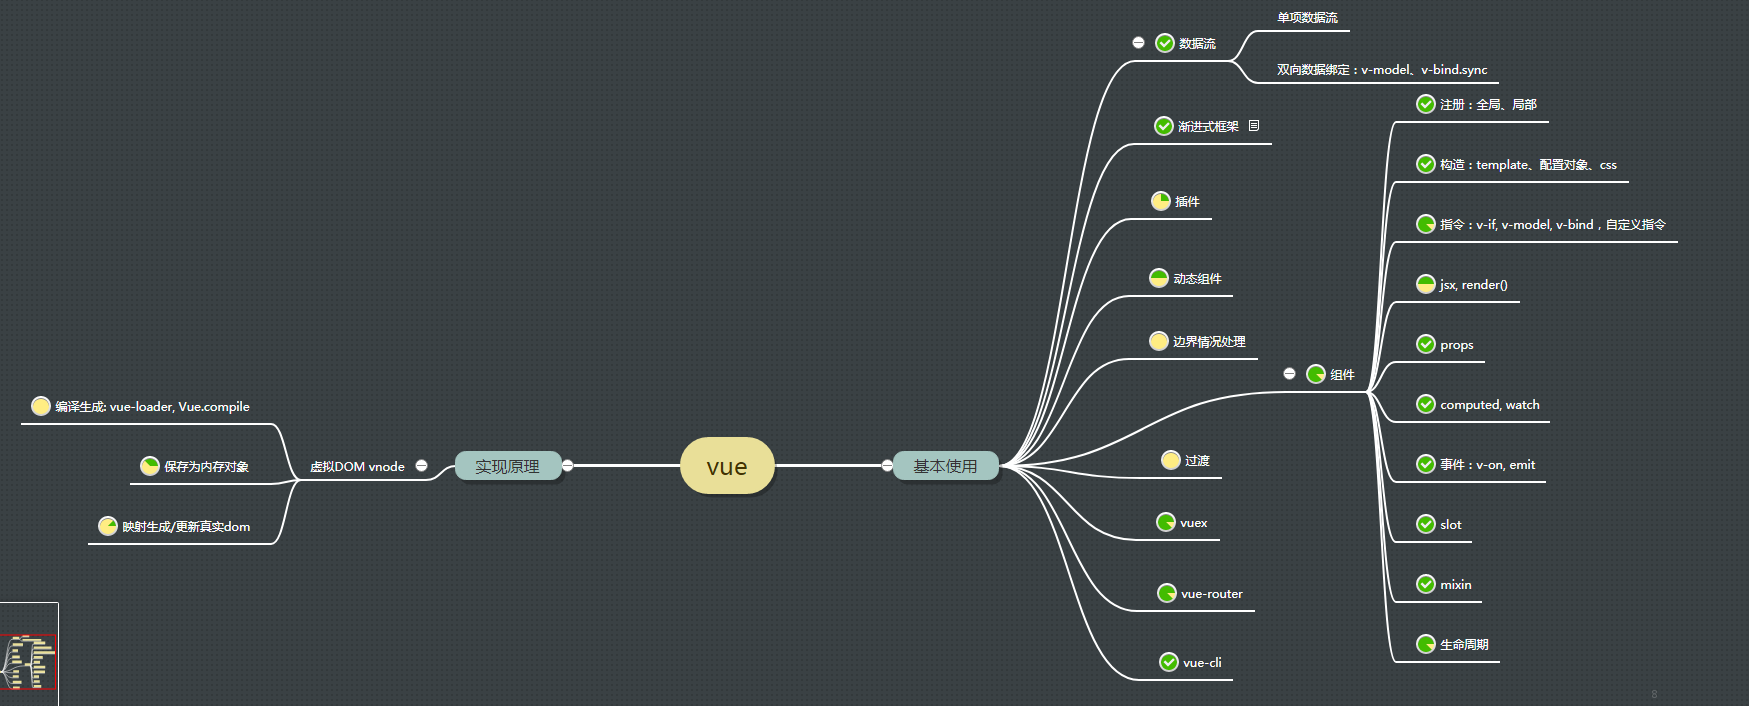 vue
实现原理
虚拟DOM vnode
编译生成: vue-loader, Vue.compile
保存为内存对象
映射生成/更新真实dom
基本使用
数据流
单项数据流
双向数据绑定：v-model、v-bind.sync
渐进式框架
插件
动态组件
边界情况处理
组件
注册：全局、局部
构造：template、配置对象、css
指令：v-if, v-model, v-bind，自定义指令
jsx, render()
props
computed, watch
事件：v-on, emit
slot
mixin
生命周期
过渡
vuex
vue-router
vue-cli
8